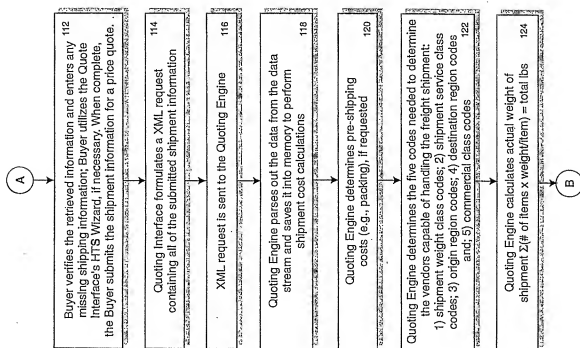 A
Buyer verifies the retrieved information and enters any
missing shipping information; Buyer utilizes the Quote
Interface's HTS Wizard, if necessary. When complete,
the Buyer submits the shipment information for a price quote.
112
Quoting Interface formulates a XML request
containing all of the submitted shipment information
114
XML request is sent to the Quoting Engine
116
Quoting Engine parses out the data from the data
stream and saves it into memory to perform
shipment cost calculations
118
Quoting Engine determines pre-shipping
costs (e.g., packing), if requested
120
Quoting Engine determines the five codes needed to determine
the vendors capable of handling the freight shipment:
1) shipment weight class codes; 2) shipment service class
codes; 3) origin region codes; 4) destination region codes
and; 5) commercial class codes
122
Quoting Engine calculates actual weight of
shipment Σ(# of items x weight/item) = total lbs
124
B